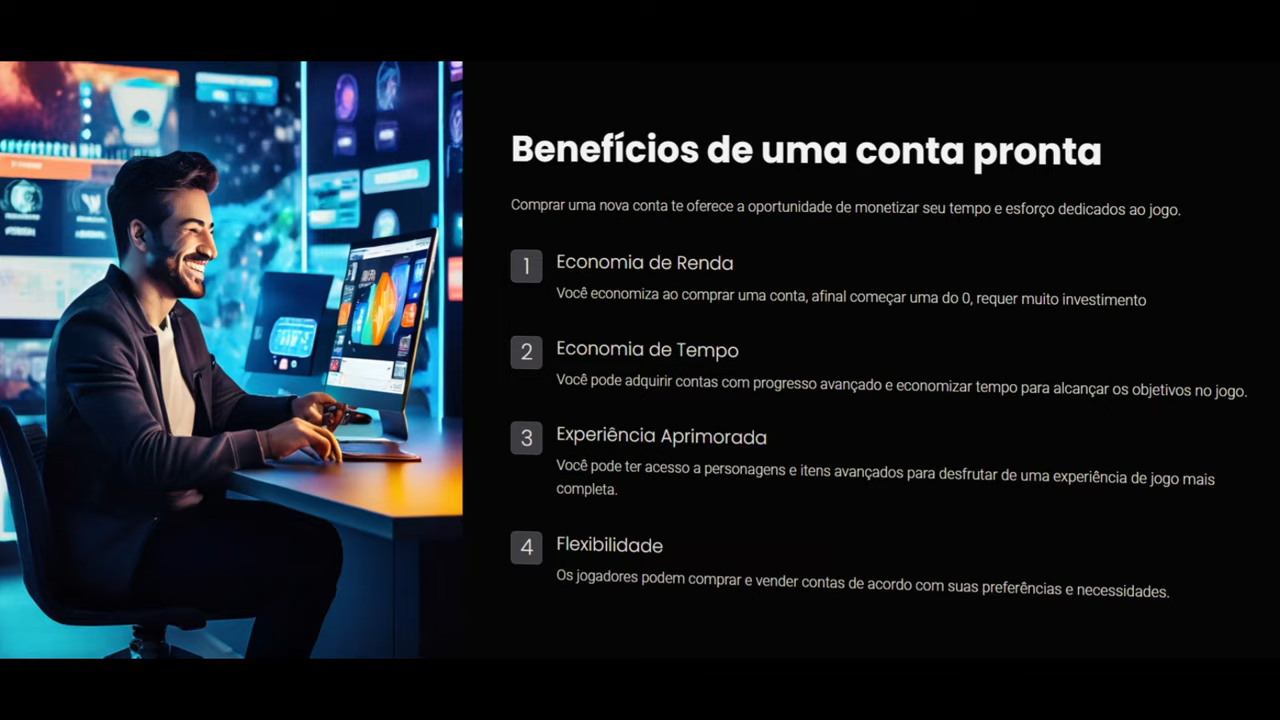 Benefícios de uma conta pronta
Comprar uma nova conta te oferece a oportunidade de monetizar seu tempo e esforço dedicados ao jogo.
1 Economia de Renda
Você economiza ao comprar uma conta, afinal começar uma do 0, requer muito investimento
2 Economia de Tempo
Você pode adquirir contas com progresso avançado e economizar tempo para alcançar os objetivos no jogo.
3 Experiência Aprimorada
Você pode ter acesso a personagens e itens avançados para desfrutar de uma experiência de jogo mais
completa.
4 Flexibilidade
Os jogadores podem comprar e vender contas de acordo com suas preferências e necessidades.